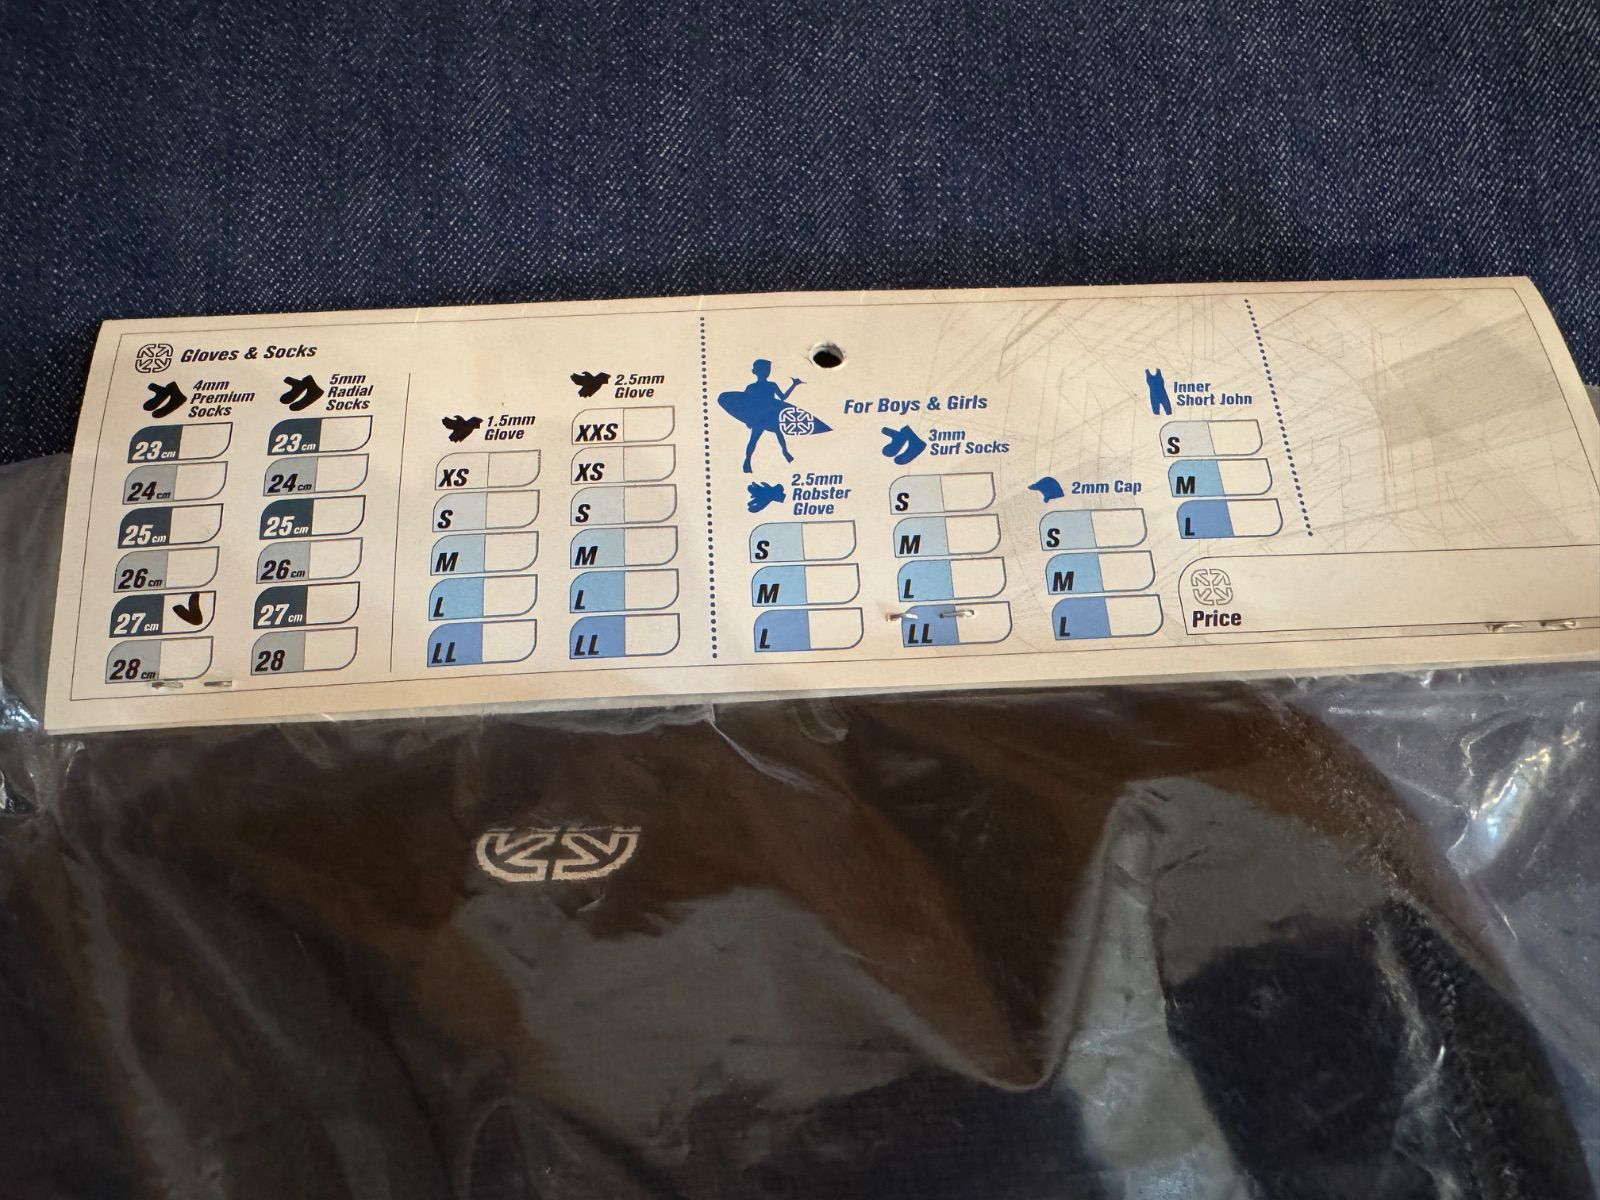 Gloves & Socks
4mm
Premium
Socks
23cm
24cm
25cm
26cm
27cm
28cm
5mm
Radial
Socks
23cm
24cm
25cm
26cm
27cm
28
1.5mm
Glove
XS
S
M
L
LL
2.5mm
Glove
XXS
XS
S
M
L
LL
For Boys & Girls
2.5mm
Robster
Glove
S
M
L
3mm
Surf Socks
S
M
L
LL
2mm Cap
S
M
L
Inner
Short John
S
M
L
Price